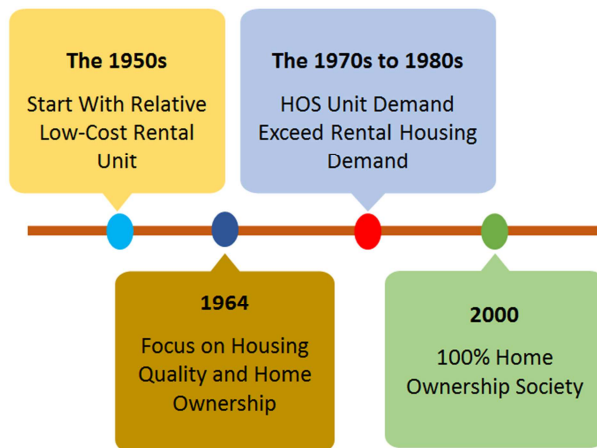 The 1950s
Start With Relative
Low-Cost Rental
Unit
The 1970s to 1980s
HOS Unit Demand
Exceed Rental Housing
Demand
1964
Focus on Housing
Quality and Home
Ownership
2000
100% Home
Ownership Society